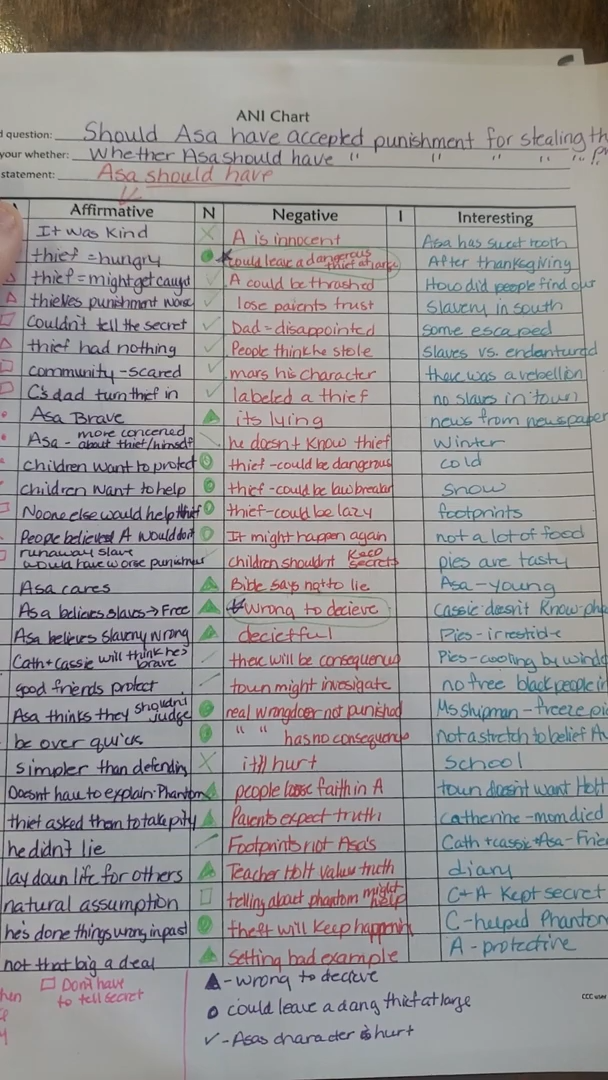 ANI Chart
question: Should Asa have accepted punishment for stealing th
your whether: Whether Asa should have " " " " "
statement: Asa should have
Affirmative N Negative I Interesting
It was Kind A is innocent Asa has sweet tooth
thief = hungry could leave a dangerous thief at large After thanksgiving
thief = might get caugt A could be thrashed How did people find out
thieves punishment worse lose parents trust Slavery in south
Couldn't tell the secret Dad = disappointed some escaped
thief had nothing People think he stole Slaves vs. endentured
community - scared mars his character there was a rebellion
C's dad turn thief in labeled a thief no slaves in town
Asa Brave its lying news from newspaper
Asa - more concerned about thief/himself he doesn't know thief Winter
Children want to protect thief - could be dangerous cold
children want to help thief - could be lawbreaker snow
No one else would help thief thief - could be lazy footprints
People believed A would do it It might happen again not a lot of food
runaway slave would have worse punishmet children shouldnt keep secrets pies are tasty
Asa cares Bible says not to lie Asa - young
Asa believes slaves → Free wrong to decieve Cassie doesn't Know
Asa believes Slavery wrong decietful Pies - irrestible
Cath + cassie will think he's brave there will be consequences Pies - cooling by windo
good friends protect town might invesigate no free black people in
Asa thinks they shouldn't judge real wrongdoer not punished Ms Shipman - freeze pie
be over quick " " has no consequence not a stretch to belief A
simpler than defending it'll hurt School
Doesnt have to explain Phantom people loose faith in A town doesn't want Holt
thief asked them to take pity Parents expect truth catherine - mom died
he didn't lie Footprints not Asa's Cath + cassie + Asa - Frie
lay down life for others Teacher Holt values truth diary
natural assumption telling about phantom might help C + A Kept secret
he's done things wrong in past theft will Keep happening C - helped Phantom
not that big a deal Setting bad example A - protective
□ Don't have to tell secret
▲ - wrong to decieve
● could leave a dang thief at large
✓ - Asas character is hurt